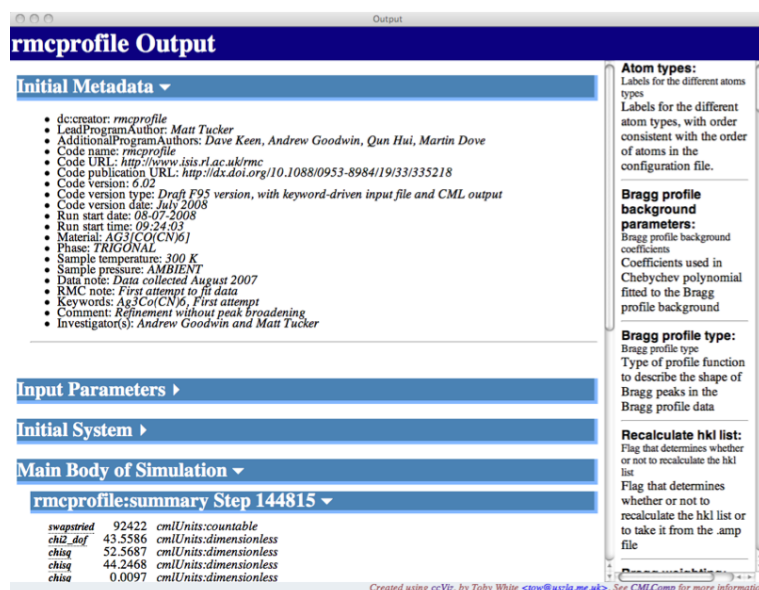 Output
rmcprofile Output
Initial Metadata
dc:creator: rmcprofile
LeadProgramAuthor: Matt Tucker
AdditionalProgramAuthors: Dave Keen, Andrew Goodwin, Qun Hui, Martin Dove
Code name: rmcprofile
Code URL: http://www.isis.rl.ac.uk/rmc
Code publication URL: http://dx.doi.org/10.1088/0953-8984/19/33/335218
Code version: 6.02
Code version type: Draft F95 version, with keyword-driven input file and CML output
Code version date: July 2008
Run start date: 08-07-2008
Run start time: 09:24:03
Material: AG3[CO(CN)6]
Phase: TRIGONAL
Sample temperature: 300 K
Sample pressure: AMBIENT
Data note: Data collected August 2007
RMC note: First attempt to fit data
Keywords: Ag3Co(CN)6, First attempt
Comment: Refinement without peak broadening
Investigator(s): Andrew Goodwin and Matt Tucker
Input Parameters
Initial System
Main Body of Simulation
rmcprofile:summary Step 144815
swapstried 92422 cmlUnits:countable
chi2_dof 43.5586 cmlUnits:dimensionless
chisq 52.5687 cmlUnits:dimensionless
chisq 44.2468 cmlUnits:dimensionless
chisq 0.0097 cmlUnits:dimensionless
Atom types:
Labels for the different atoms
types
Labels for the different
atom types, with order
consistent with the order
of atoms in the
configuration file.
Bragg profile
background
parameters:
Bragg profile background
coefficients
Coefficients used in
Chebychev polynomial
fitted to the Bragg
profile background
Bragg profile type:
Bragg profile type
Type of profile function
to describe the shape of
Bragg peaks in the
Bragg profile data
Recalculate hkl list:
Flag that determines whether
or not to recalculate the hkl
list
Flag that determines
whether or not to
recalculate the hkl list or
to take it from the .amp
file
Bragg weighting:
Created using ccViz, by Toby White <tow@uszla.me.uk>. See CMLComp for more informatio